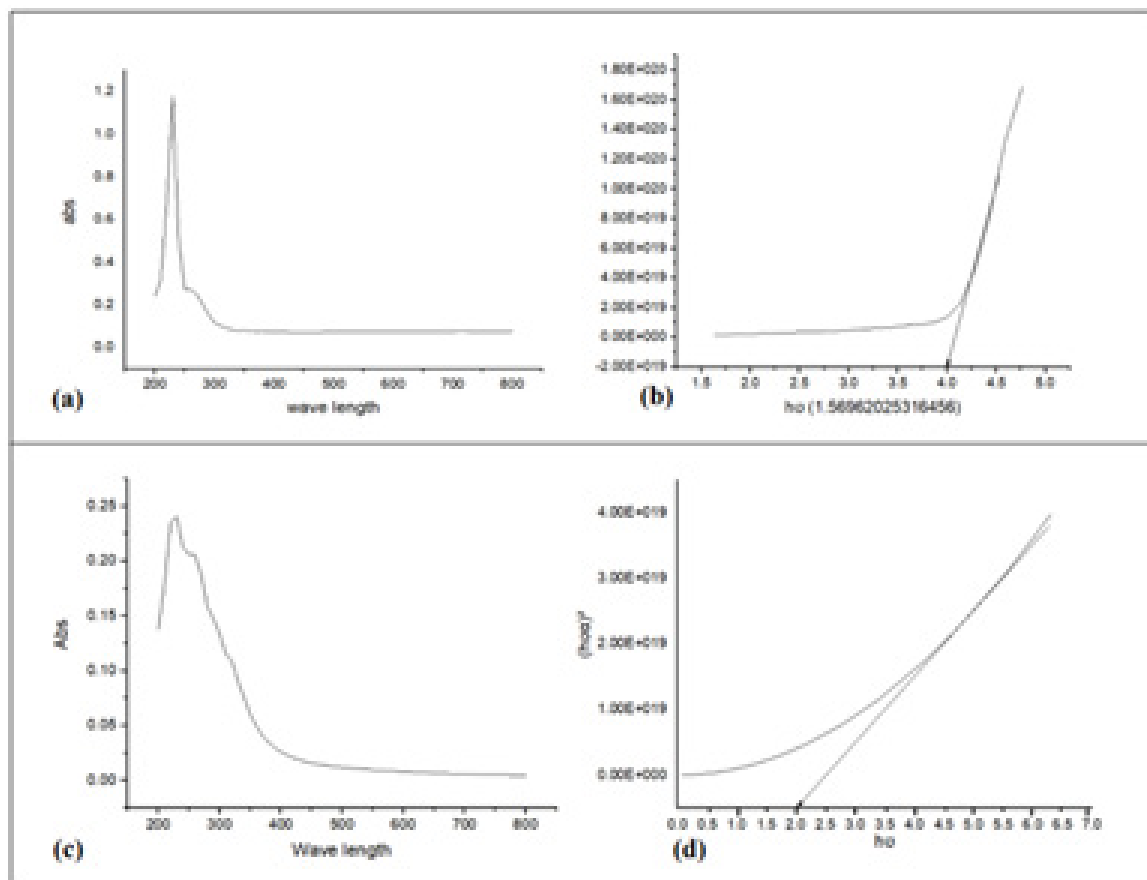 1.2
1.0
0.8
0.6
0.4
0.2
0.0
abs
200 300 400 500 600 700 800
wave length
(a)
1.80E+020
1.60E+020
1.40E+020
1.20E+020
1.00E+020
8.00E+019
6.00E+019
4.00E+019
2.00E+019
0.00E+000
-2.00E+019
1.5 2.0 2.5 3.0 3.5 4.0 4.5 5.0
hʋ (1.56962025316456)
(b)
0.25
0.20
0.15
0.10
0.05
0.00
Abs
200 300 400 500 600 700 800
Wave length
(c)
4.00E+019
3.00E+019
2.00E+019
1.00E+019
0.00E+000
0.0 0.5 1.0 1.5 2.0 2.5 3.0 3.5 4.0 4.5 5.0 5.5 6.0 6.5 7.0
hʋ
(d)